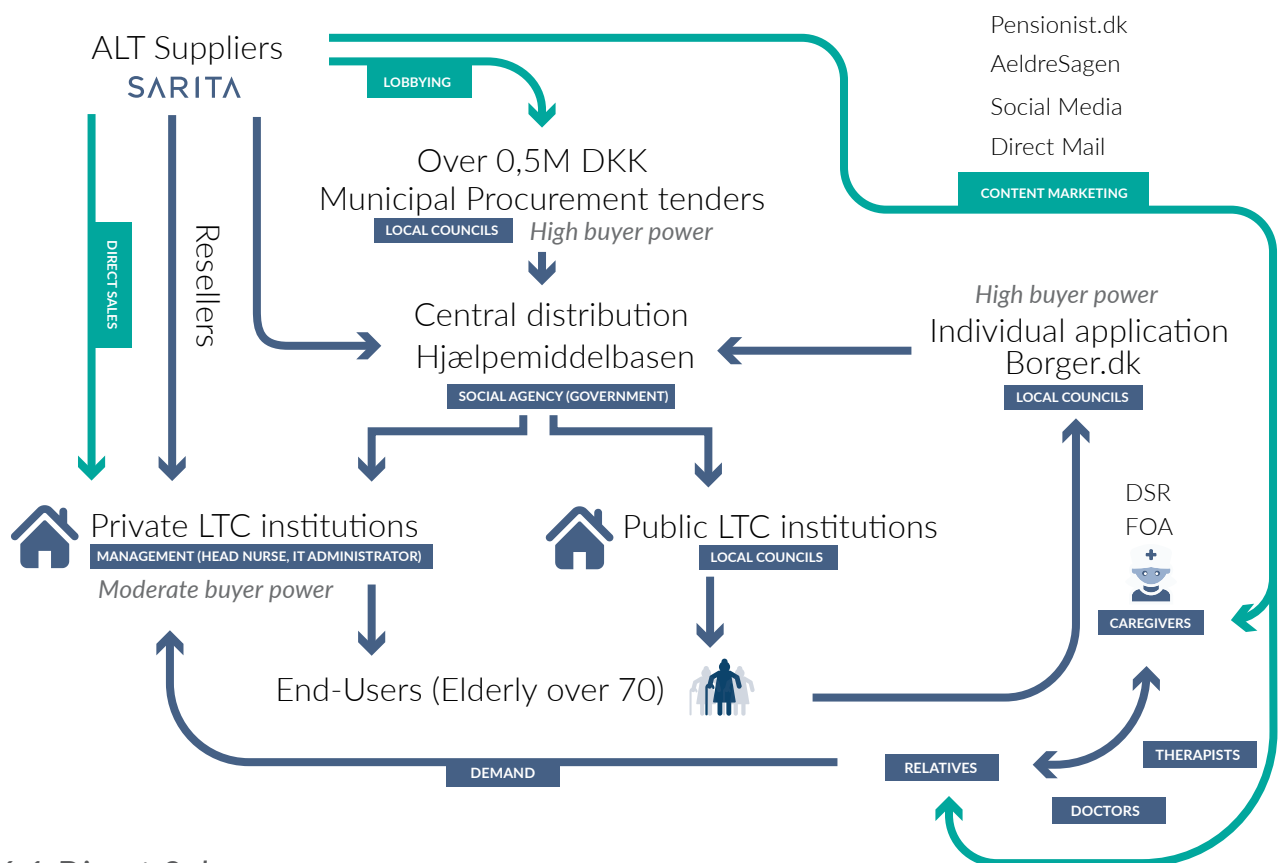 ALT Suppliers
SARITA
LOBBYING
Pensionist.dk
AeldreSagen
Social Media
Direct Mail
CONTENT MARKETING
Over 0,5M DKK
Municipal Procurement tenders
LOCAL COUNCILS
High buyer power
DIRECT SALES
Resellers
Central distribution
Hjælpemiddelbasen
SOCIAL AGENCY (GOVERNMENT)
High buyer power
Individual application
Borger.dk
LOCAL COUNCILS
Private LTC institutions
MANAGEMENT (HEAD NURSE, IT ADMINISTRATOR)
Moderate buyer power
Public LTC institutions
LOCAL COUNCILS
DSR
FOA
CAREGIVERS
End-Users (Elderly over 70)
DEMAND
RELATIVES
THERAPISTS
DOCTORS